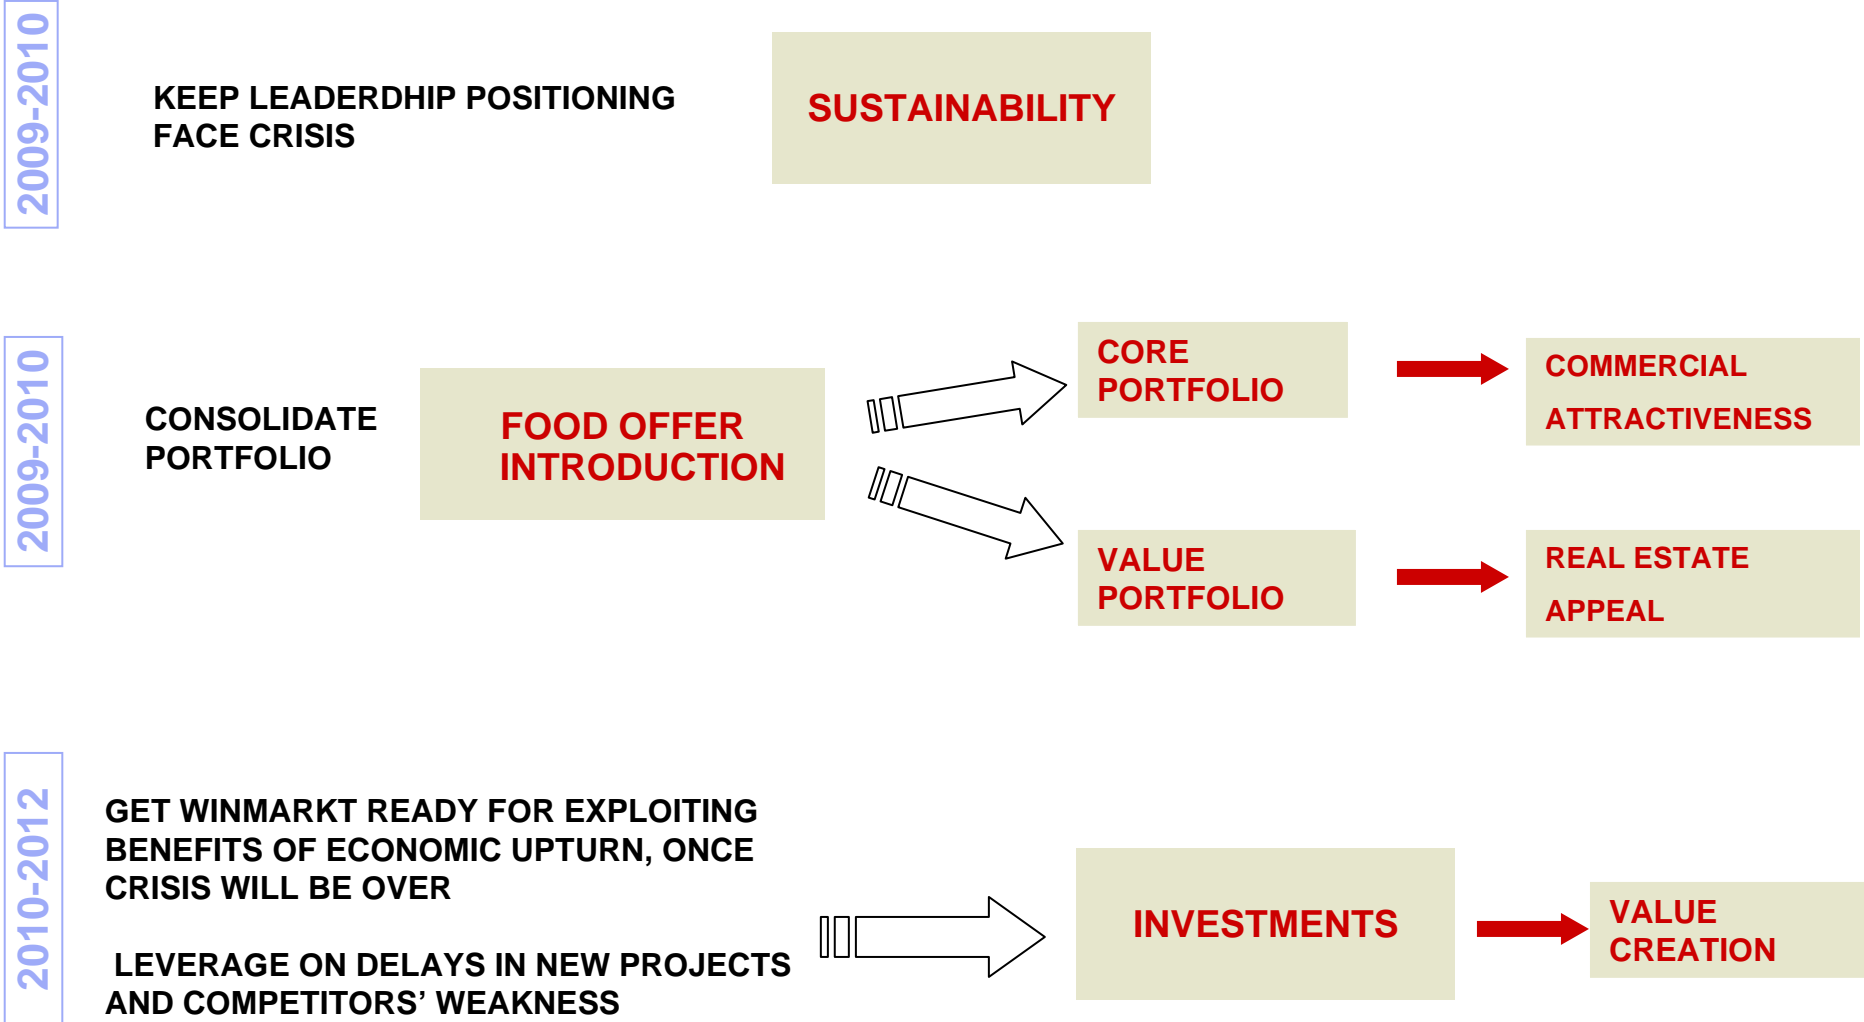 2009-2010
KEEP LEADERDHIP POSITIONING
FACE CRISIS
SUSTAINABILITY
2009-2010
CONSOLIDATE
PORTFOLIO
FOOD OFFER
INTRODUCTION
CORE
PORTFOLIO
COMMERCIAL
ATTRACTIVENESS
VALUE
PORTFOLIO
REAL ESTATE
APPEAL
2010-2012
GET WINMARKT READY FOR EXPLOITING
BENEFITS OF ECONOMIC UPTURN, ONCE
CRISIS WILL BE OVER
LEVERAGE ON DELAYS IN NEW PROJECTS
AND COMPETITORS’ WEAKNESS
INVESTMENTS
VALUE
CREATION